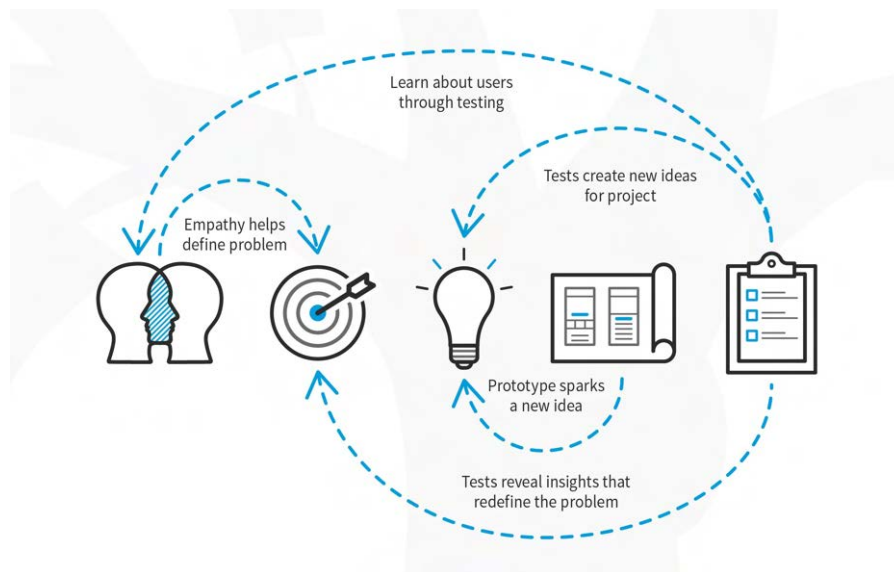 Learn about users
through testing
Tests create new ideas
for project
Empathy helps
define problem
Prototype sparks
a new idea
Tests reveal insights that
redefine the problem